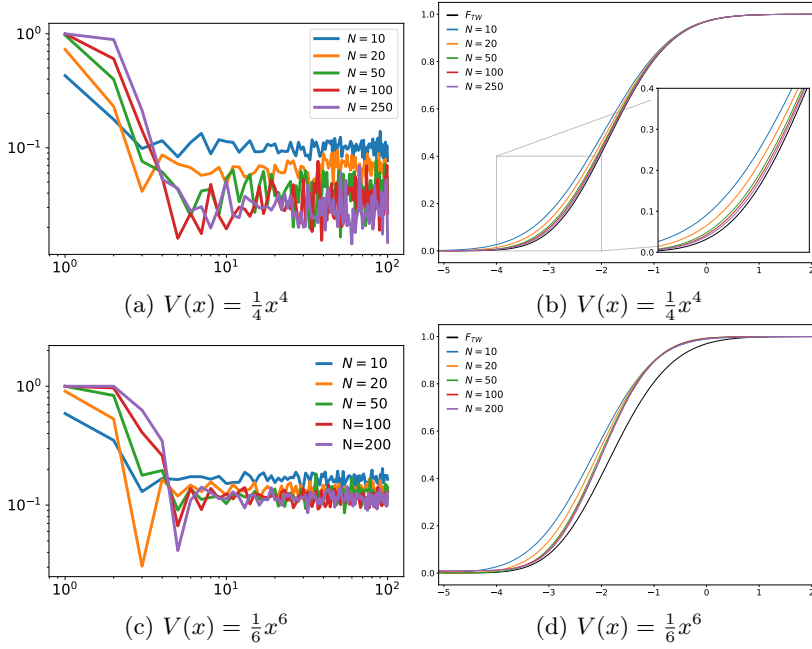 N = 10
N = 20
N = 50
N = 100
N = 250
10⁰
10⁻¹
10⁰
10¹
10²
(a) V(x) = ¼x⁴
F_TW
N = 10
N = 20
N = 50
N = 100
N = 250
1.0
0.8
0.6
0.4
0.2
0.0
0.4
0.3
0.2
0.1
0.0
−5
−4
−3
−2
−1
0
1
2
(b) V(x) = ¼x⁴
N = 10
N = 20
N = 50
N=100
N=200
10⁰
10⁻¹
10⁰
10¹
10²
(c) V(x) = ⅙x⁶
F_TW
N = 10
N = 20
N = 50
N = 100
N = 200
1.0
0.8
0.6
0.4
0.2
0.0
−5
−4
−3
−2
−1
0
1
2
(d) V(x) = ⅙x⁶